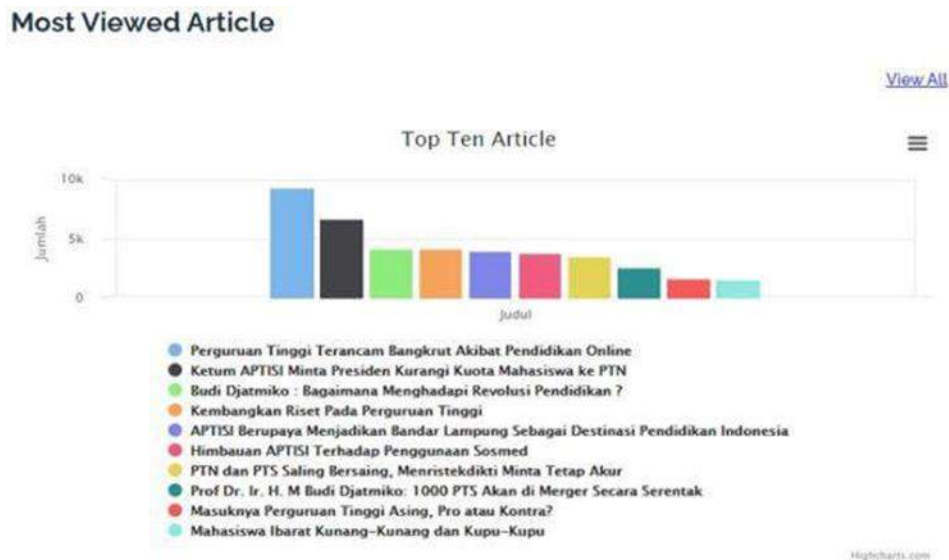 Most Viewed Article
View All
Top Ten Article
10k
5k
0
Jumlah
Judul
Perguruan Tinggi Terancam Bangkrut Akibat Pendidikan Online
Ketum APTISI Minta Presiden Kurangi Kuota Mahasiswa ke PTN
Budi Djatmiko : Bagaimana Menghadapi Revolusi Pendidikan ?
Kembangkan Riset Pada Perguruan Tinggi
APTISI Berupaya Menjadikan Bandar Lampung Sebagai Destinasi Pendidikan Indonesia
Himbauan APTISI Terhadap Penggunaan Sosmed
PTN dan PTS Saling Bersaing, Menristekdikti Minta Tetap Akur
Prof Dr. Ir. H. M Budi Djatmiko: 1000 PTS Akan di Merger Secara Serentak
Masuknya Perguruan Tinggi Asing, Pro atau Kontra?
Mahasiswa Ibarat Kunang-Kunang dan Kupu-Kupu
Highcharts.com